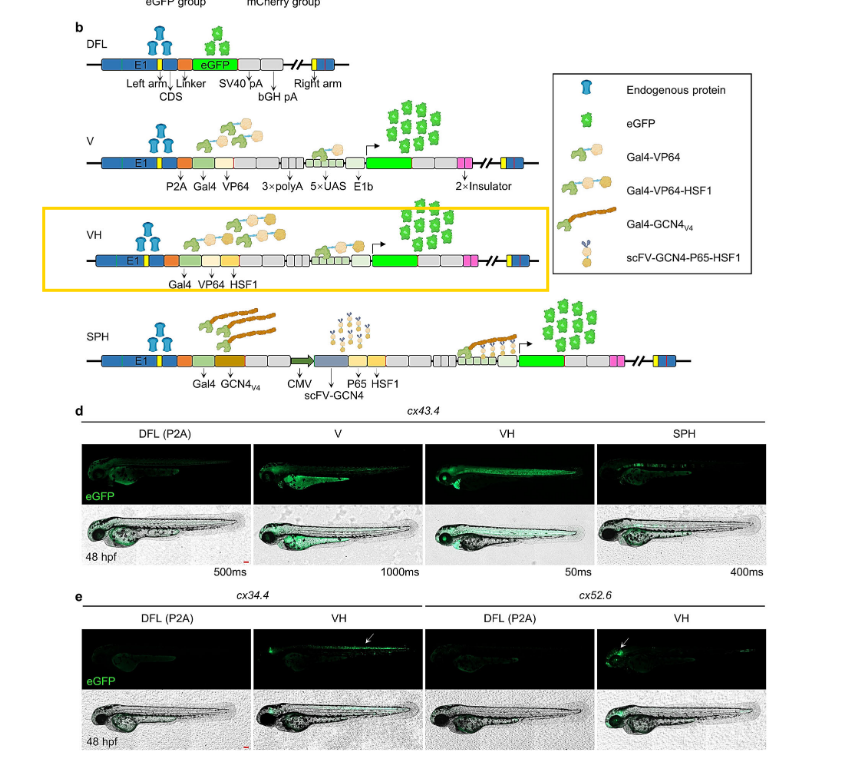 eGFP group mCherry group
b
DFL
E1 eGFP
Left arm Linker SV40 pA Right arm
CDS bGH pA
Endogenous protein
eGFP
Gal4-VP64
Gal4-VP64-HSF1
Gal4-GCN4V4
scFV-GCN4-P65-HSF1
V
E1
P2A Gal4 VP64 3×polyA 5×UAS E1b 2×Insulator
VH
E1
Gal4 VP64 HSF1
SPH
E1
Gal4 GCN4V4 CMV P65 HSF1
scFV-GCN4
d
cx43.4
DFL (P2A) V VH SPH
eGFP
48 hpf
500ms 1000ms 50ms 400ms
e
cx34.4 cx52.6
DFL (P2A) VH DFL (P2A) VH
eGFP
48 hpf